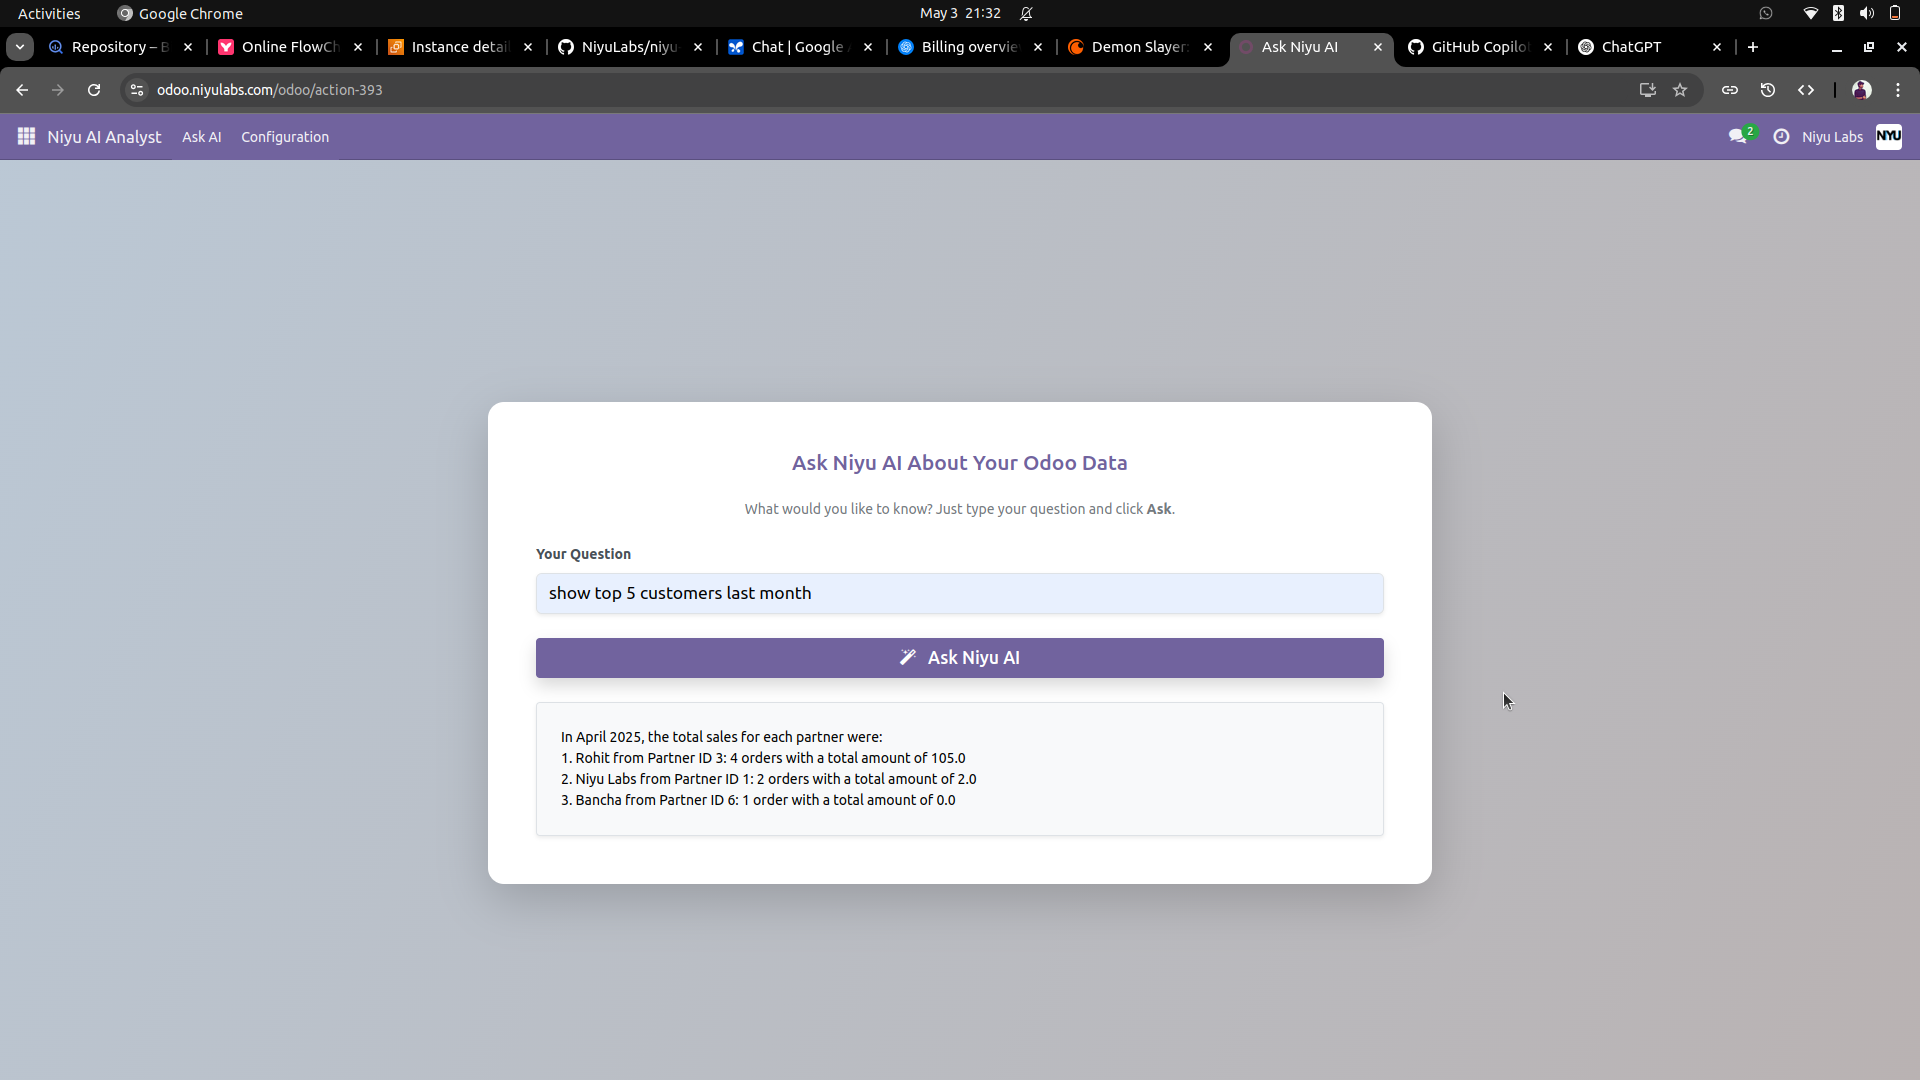 Activities
Google Chrome
May 3 21:32
Repository – B
Online FlowCh
Instance detail
NiyuLabs/niyu-
Chat | Google
Billing overvie
Demon Slayer:
Ask Niyu AI
GitHub Copilot
ChatGPT
odoo.niyulabs.com/odoo/action-393
Niyu AI Analyst
Ask AI
Configuration
2
Niyu Labs
NYU
Ask Niyu AI About Your Odoo Data
What would you like to know? Just type your question and click Ask.
Your Question
show top 5 customers last month
Ask Niyu AI
In April 2025, the total sales for each partner were:
1. Rohit from Partner ID 3: 4 orders with a total amount of 105.0
2. Niyu Labs from Partner ID 1: 2 orders with a total amount of 2.0
3. Bancha from Partner ID 6: 1 order with a total amount of 0.0